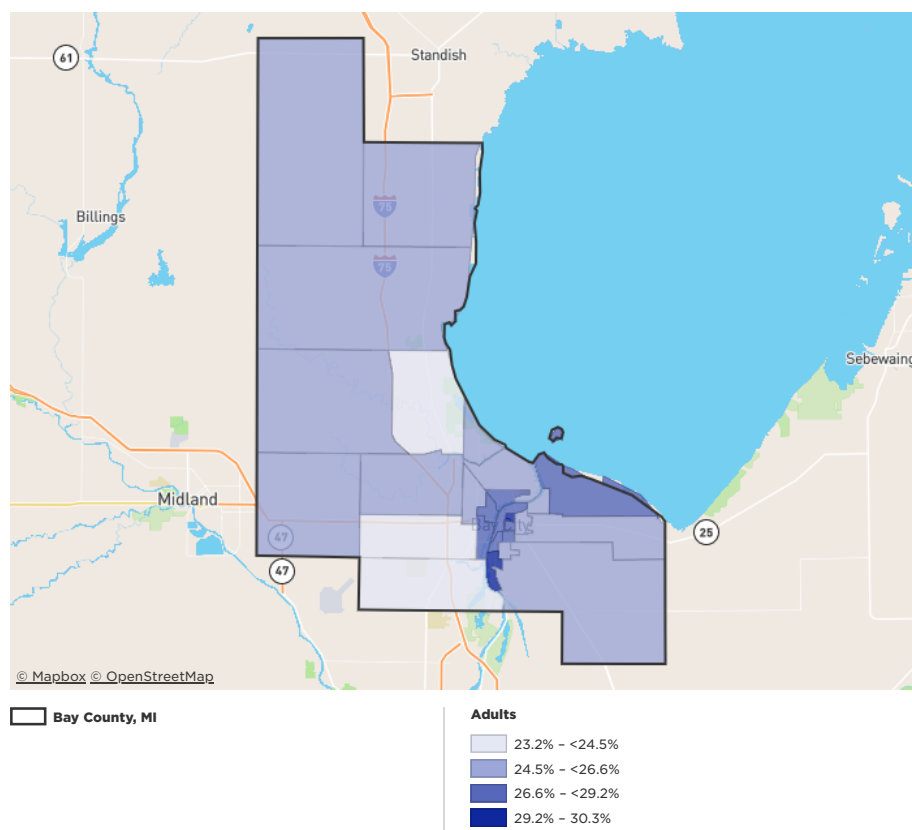 61
Standish
75
Billings
75
Sebewaing
Midland
Bay City
25
47
47
© Mapbox © OpenStreetMap
Bay County, MI
Adults
23.2% – <24.5%
24.5% – <26.6%
26.6% – <29.2%
29.2% – 30.3%